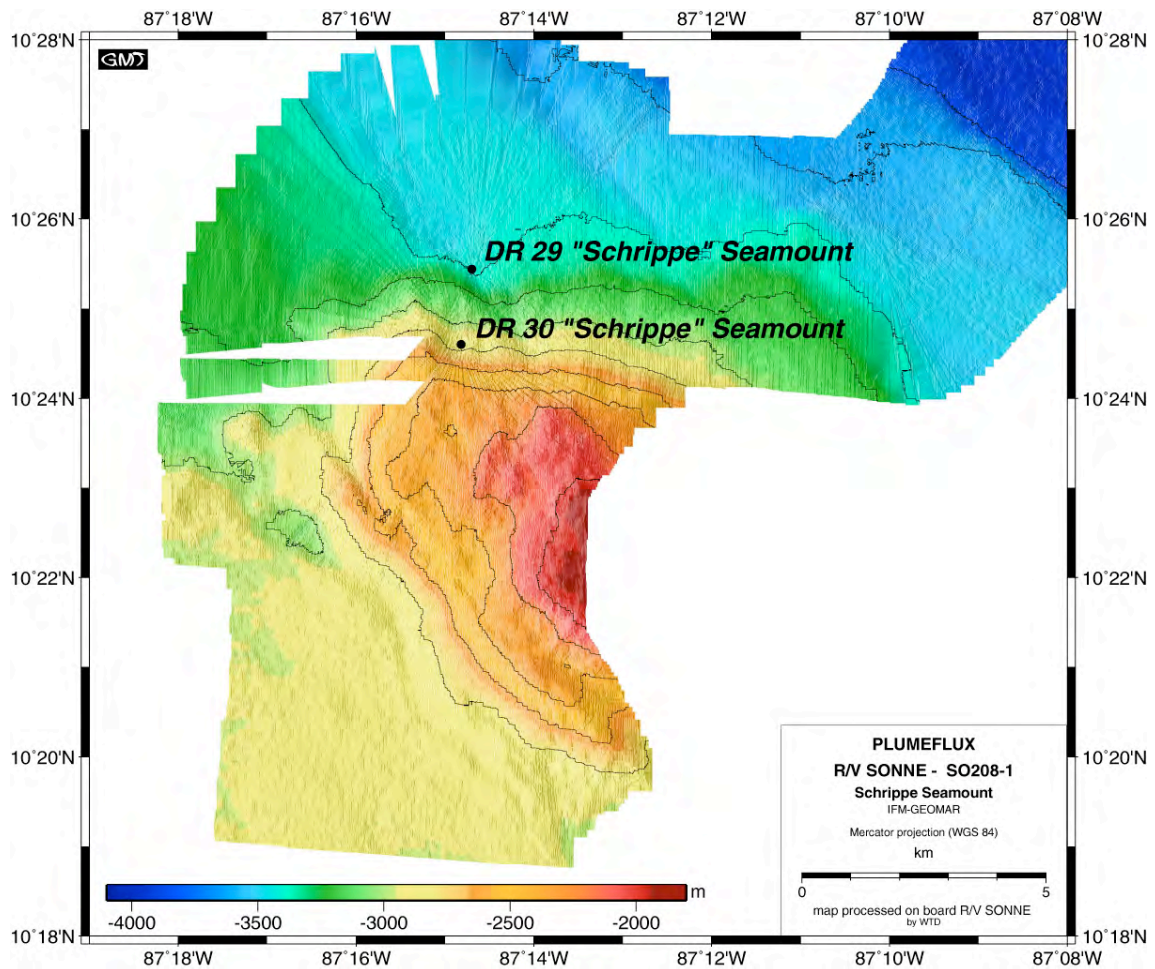 87˚18'W 87˚16'W 87˚14'W 87˚12'W 87˚10'W 87˚08'W
10˚28'N 10˚28'N
GMT
10˚26'N 10˚26'N
DR 29 "Schrippe" Seamount
DR 30 "Schrippe" Seamount
10˚24'N 10˚24'N
10˚22'N 10˚22'N
10˚20'N 10˚20'N
PLUMEFLUX
R/V SONNE - SO208-1
Schrippe Seamount
IFM-GEOMAR
Mercator projection (WGS 84)
km
0 5
map processed on board R/V SONNE
by WTD
m
-4000 -3500 -3000 -2500 -2000
10˚18'N 10˚18'N
87˚18'W 87˚16'W 87˚14'W 87˚12'W 87˚10'W 87˚08'W